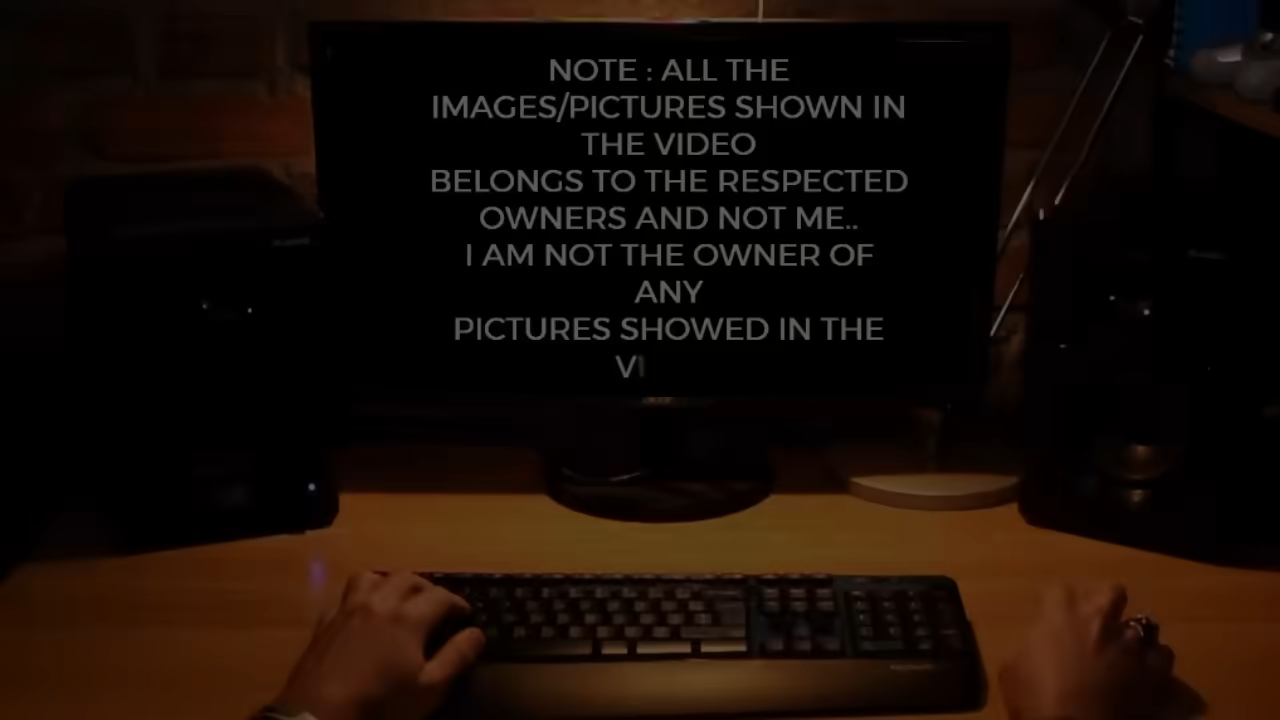 NOTE : ALL THE
IMAGES/PICTURES SHOWN IN
THE VIDEO
BELONGS TO THE RESPECTED
OWNERS AND NOT ME..
I AM NOT THE OWNER OF
ANY
PICTURES SHOWED IN THE
VI